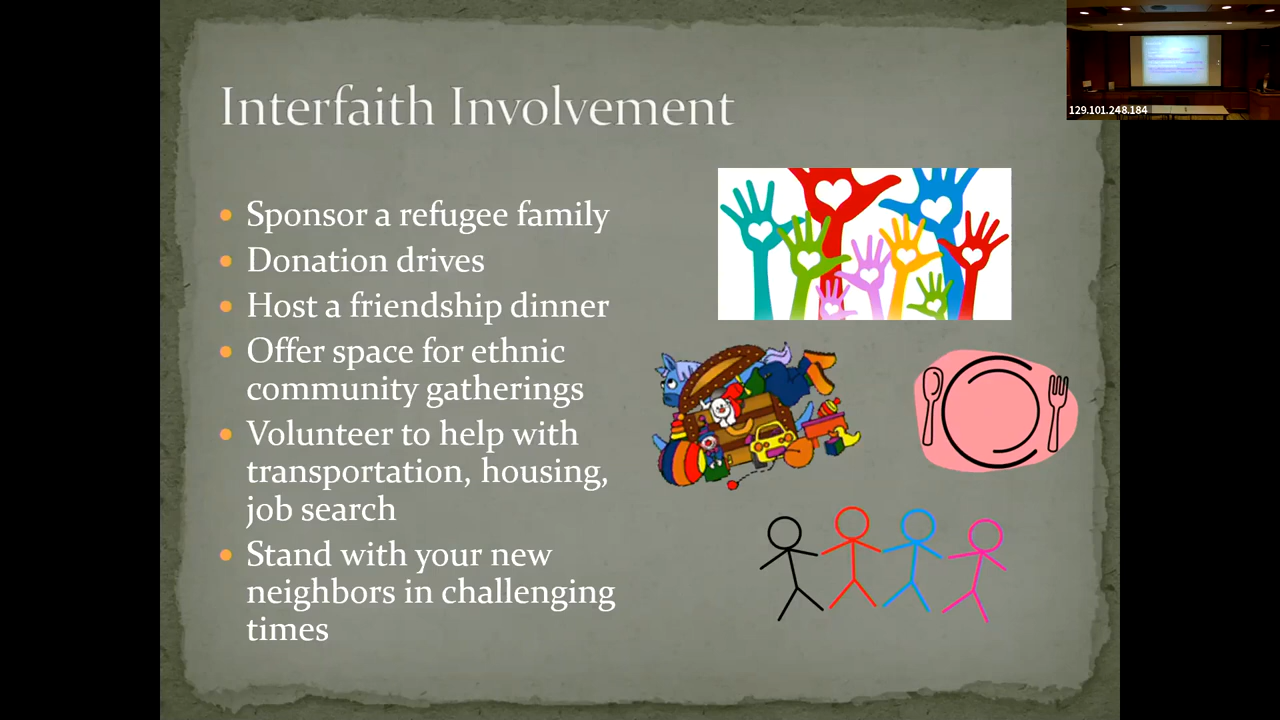 Interfaith Involvement
129.101.248.184
• Sponsor a refugee family
• Donation drives
• Host a friendship dinner
• Offer space for ethnic
community gatherings
• Volunteer to help with
transportation, housing,
job search
• Stand with your new
neighbors in challenging
times